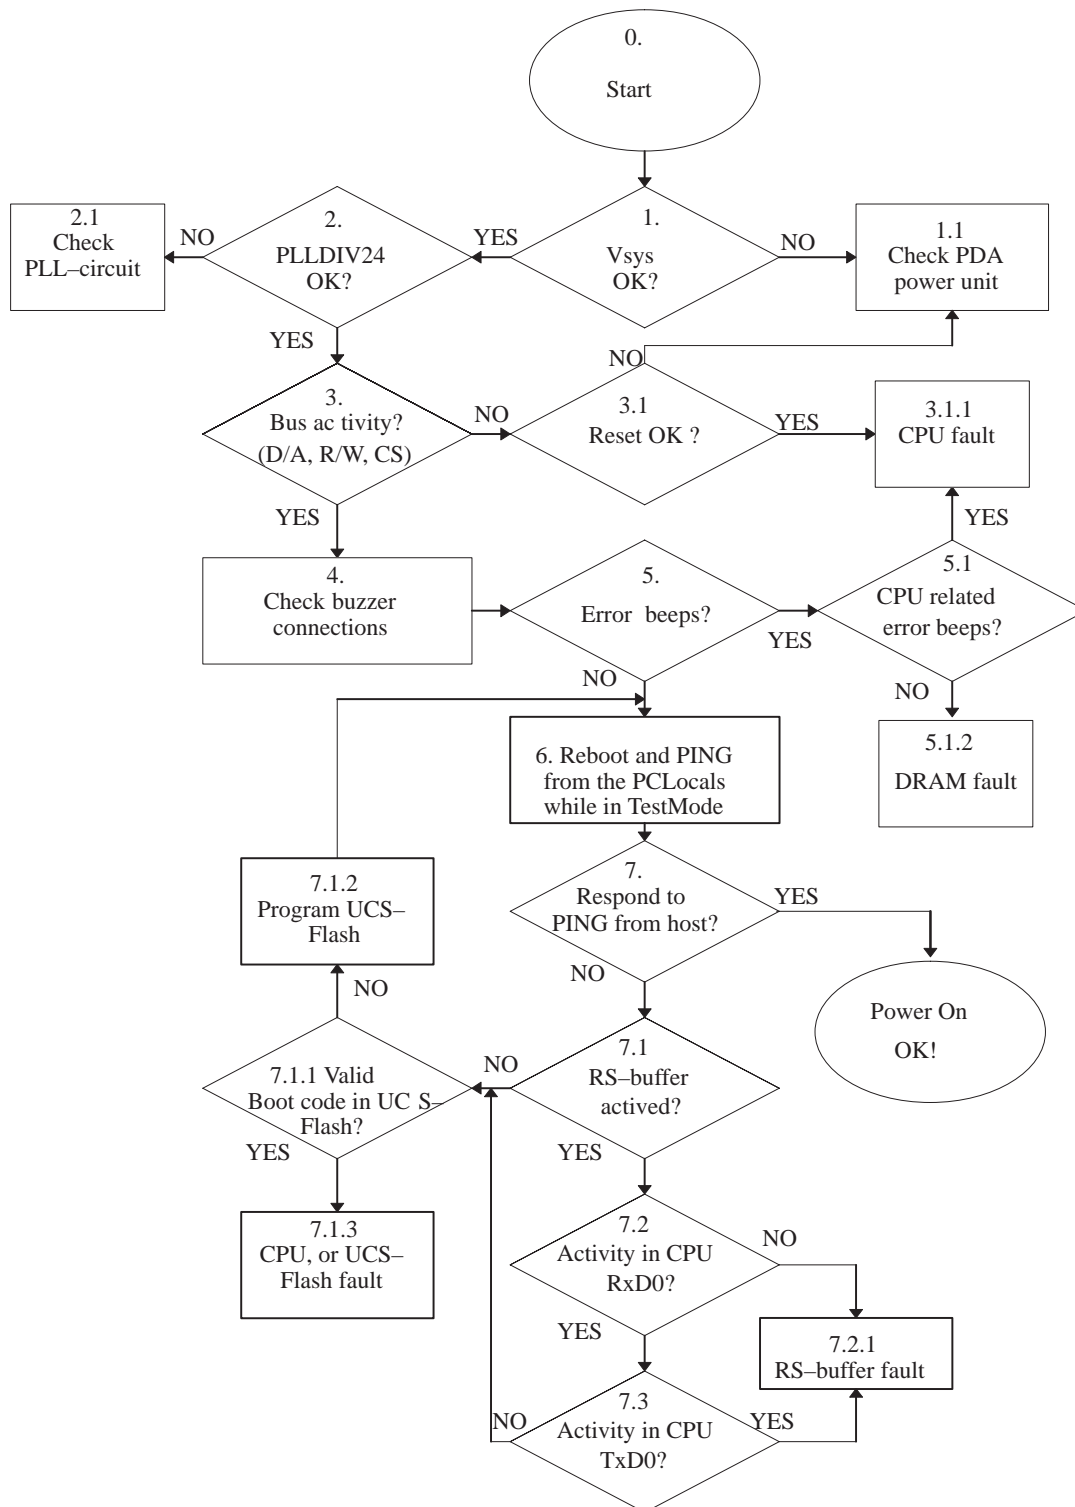 0.
Start
2.1
Check
PLL–circuit
NO
2.
PLLDIV24
OK?
YES
1.
Vsys
OK?
NO
1.1
Check PDA
power unit
YES
NO
3.
Bus ac tivity?
(D/A, R/W, CS)
NO
3.1
Reset OK ?
YES
3.1.1
CPU fault
YES
YES
4.
Check buzzer
connections
5.
Error beeps?
YES
5.1
CPU related
error beeps?
NO
NO
5.1.2
DRAM fault
6. Reboot and PING
from the PCLocals
while in TestMode
7.1.2
Program UCS–
Flash
7.
Respond to
PING from host?
YES
NO
NO
Power On
OK!
7.1.1 Valid
Boot code in UC S–
Flash?
NO
7.1
RS–buffer
actived?
YES
YES
7.1.3
CPU, or UCS–
Flash fault
7.2
Activity in CPU
RxD0?
NO
YES
7.2.1
RS–buffer fault
NO
7.3
Activity in CPU
TxD0?
YES